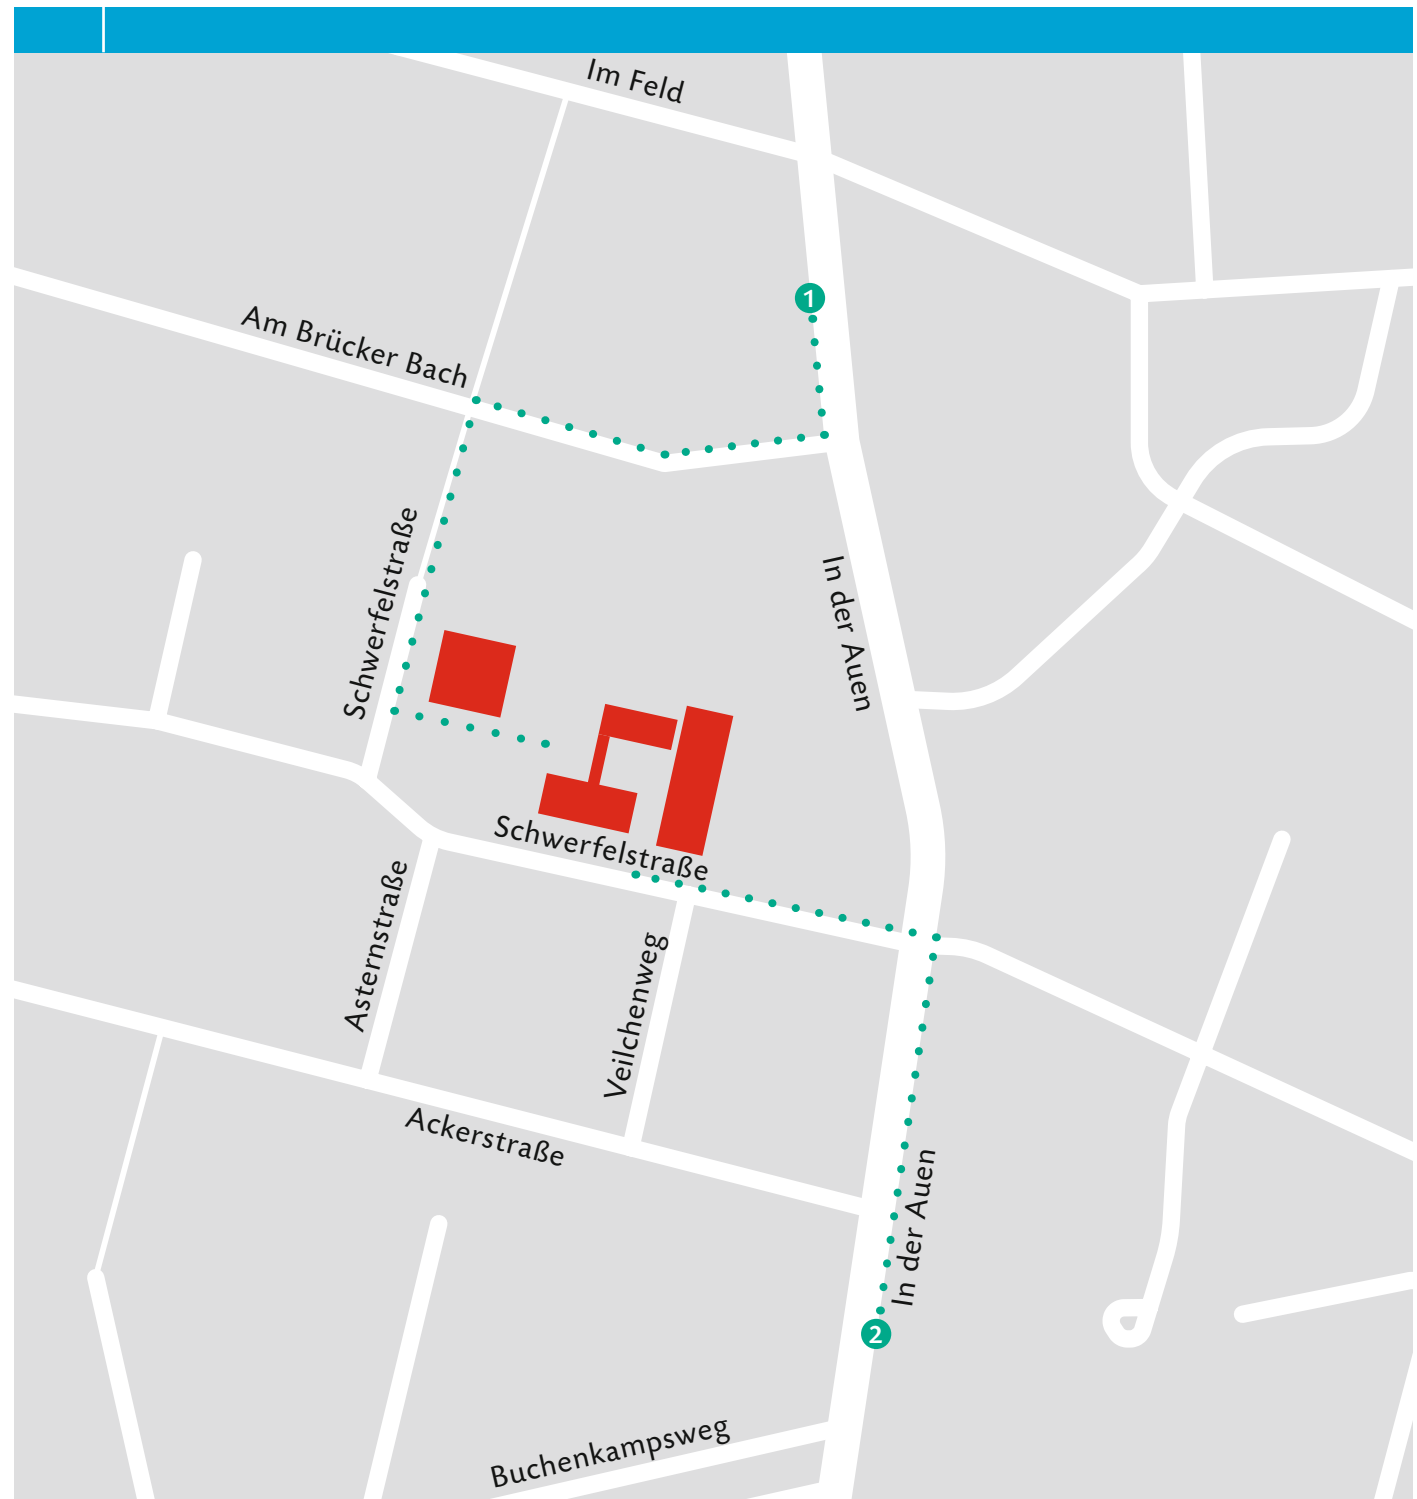 Im Feld
1
Am Brücker Bach
Schwerfelstraße
In der Auen
Schwerfelstraße
Asternstraße
Veilchenweg
Ackerstraße
In der Auen
2
Buchenkampsweg